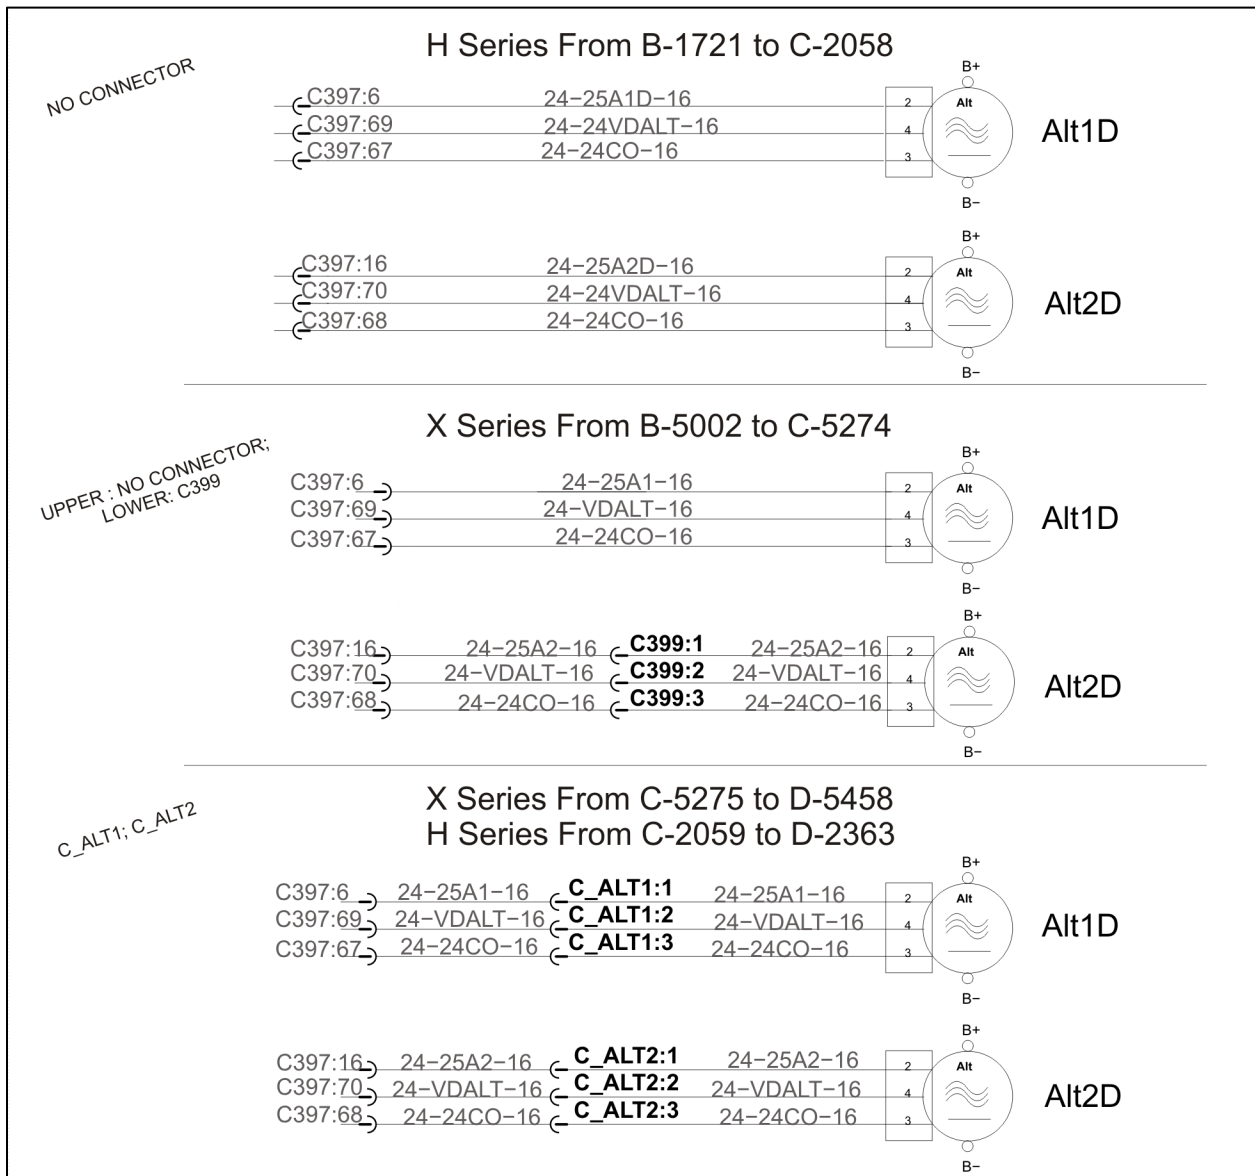 H Series From B-1721 to C-2058
NO CONNECTOR
B+
C397:6 24−25A1D−16 2 Alt
C397:69 24−24VDALT−16 4 Alt1D
C397:67 24−24CO−16 3
B−
B+
C397:16 24−25A2D−16 2 Alt
C397:70 24−24VDALT−16 4 Alt2D
C397:68 24−24CO−16 3
B−
X Series From B-5002 to C-5274
UPPER : NO CONNECTOR;
LOWER: C399
B+
C397:6 24−25A1−16 2 Alt
C397:69 24−VDALT−16 4 Alt1D
C397:67 24−24CO−16 3
B−
B+
C397:16 24−25A2−16 C399:1 24−25A2−16 2 Alt
C397:70 24−VDALT−16 C399:2 24−VDALT−16 4 Alt2D
C397:68 24−24CO−16 C399:3 24−24CO−16 3
B−
X Series From C-5275 to D-5458
H Series From C-2059 to D-2363
C_ALT1; C_ALT2
B+
C397:6 24−25A1−16 C_ALT1:1 24−25A1−16 2 Alt
C397:69 24−VDALT−16 C_ALT1:2 24−VDALT−16 4 Alt1D
C397:67 24−24CO−16 C_ALT1:3 24−24CO−16 3
B−
B+
C397:16 24−25A2−16 C_ALT2:1 24−25A2−16 2 Alt
C397:70 24−VDALT−16 C_ALT2:2 24−VDALT−16 4 Alt2D
C397:68 24−24CO−16 C_ALT2:3 24−24CO−16 3
B−